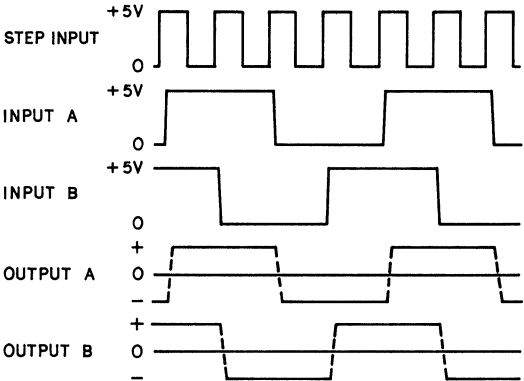 +5V
STEP INPUT
0
+5V
INPUT A
0
+5V
INPUT B
0
+
OUTPUT A 0
−
+
OUTPUT B 0
−